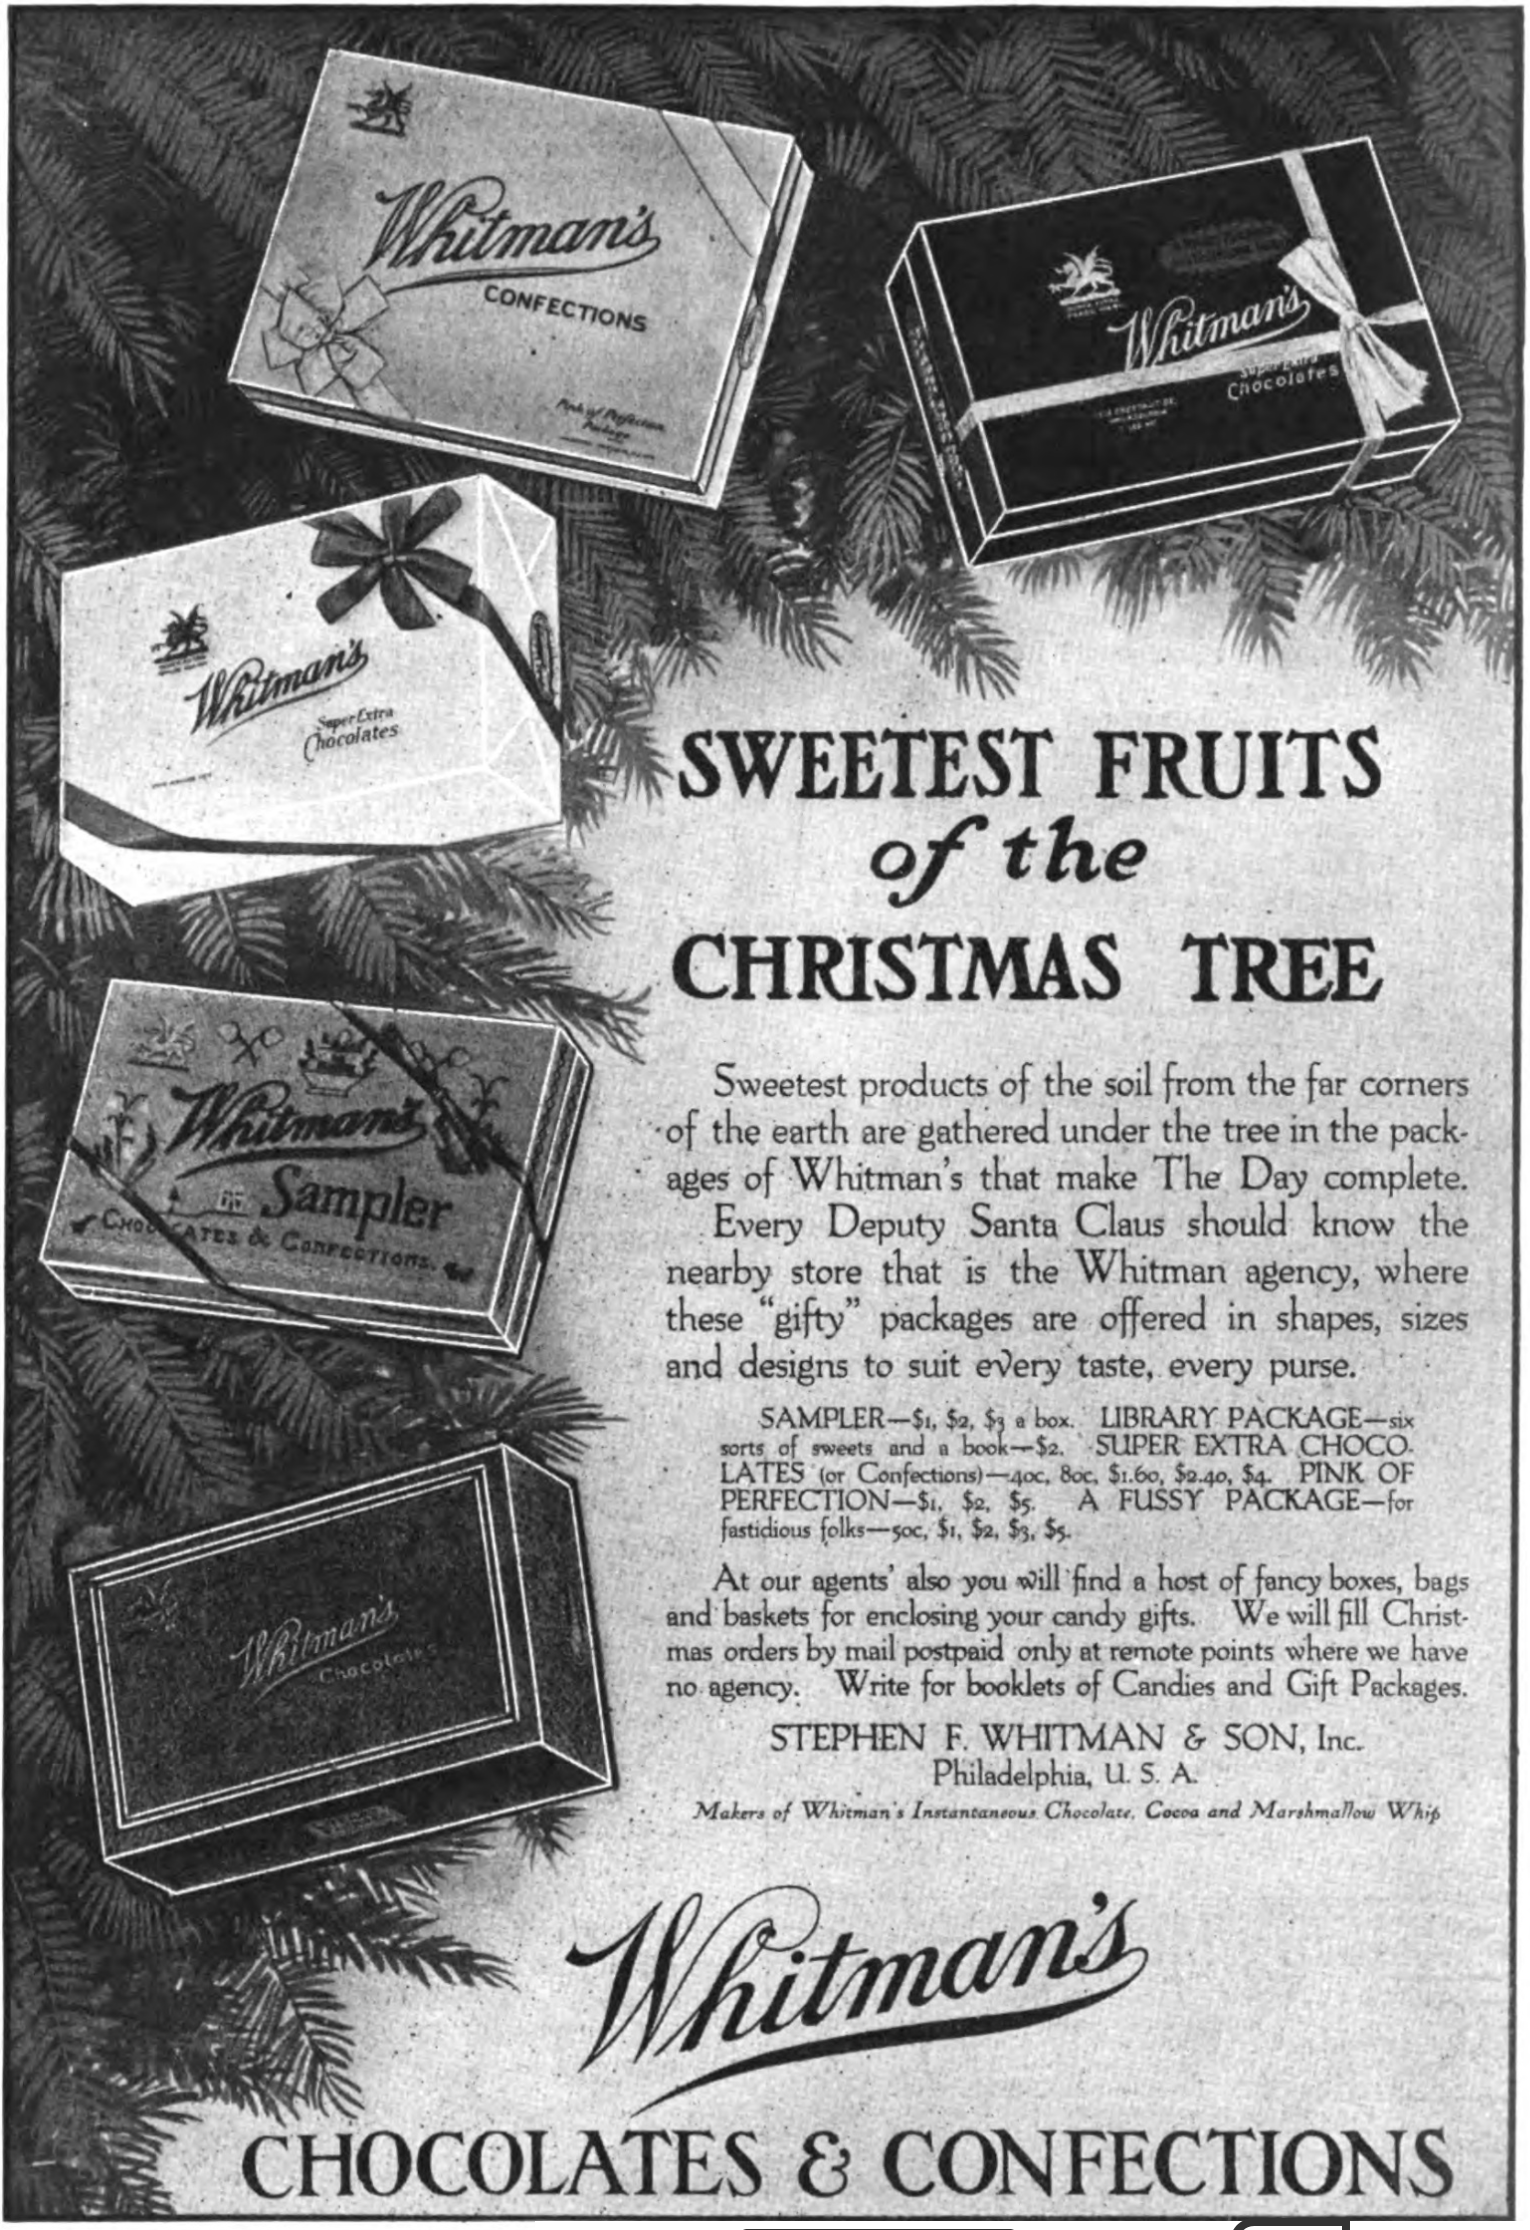 Whitman's
CONFECTIONS
Pink of Perfection
Package
Whitman's
Super Extra
Chocolates
Whitman's
Super Extra
Chocolates
Whitman's
Sampler
CHOCOLATES & CONFECTIONS.
Whitman's
Chocolates
SWEETEST FRUITS
of the
CHRISTMAS TREE
Sweetest products of the soil from the far corners
of the earth are gathered under the tree in the pack-
ages of Whitman's that make The Day complete.
Every Deputy Santa Claus should know the
nearby store that is the Whitman agency, where
these "gifty" packages are offered in shapes, sizes
and designs to suit every taste, every purse.
SAMPLER—$1, $2, $3 a box. LIBRARY PACKAGE—six
sorts of sweets and a book—$2. SUPER EXTRA CHOCO-
LATES (or Confections)—40c, 80c, $1.60, $2.40, $4. PINK OF
PERFECTION—$1, $2, $5. A FUSSY PACKAGE—for
fastidious folks—50c, $1, $2, $3, $5.
At our agents' also you will find a host of fancy boxes, bags
and baskets for enclosing your candy gifts. We will fill Christ-
mas orders by mail postpaid only at remote points where we have
no agency. Write for booklets of Candies and Gift Packages.
STEPHEN F. WHITMAN & SON, Inc.
Philadelphia, U. S. A.
Makers of Whitman's Instantaneous Chocolate, Cocoa and Marshmallow Whip
Whitman's
CHOCOLATES & CONFECTIONS